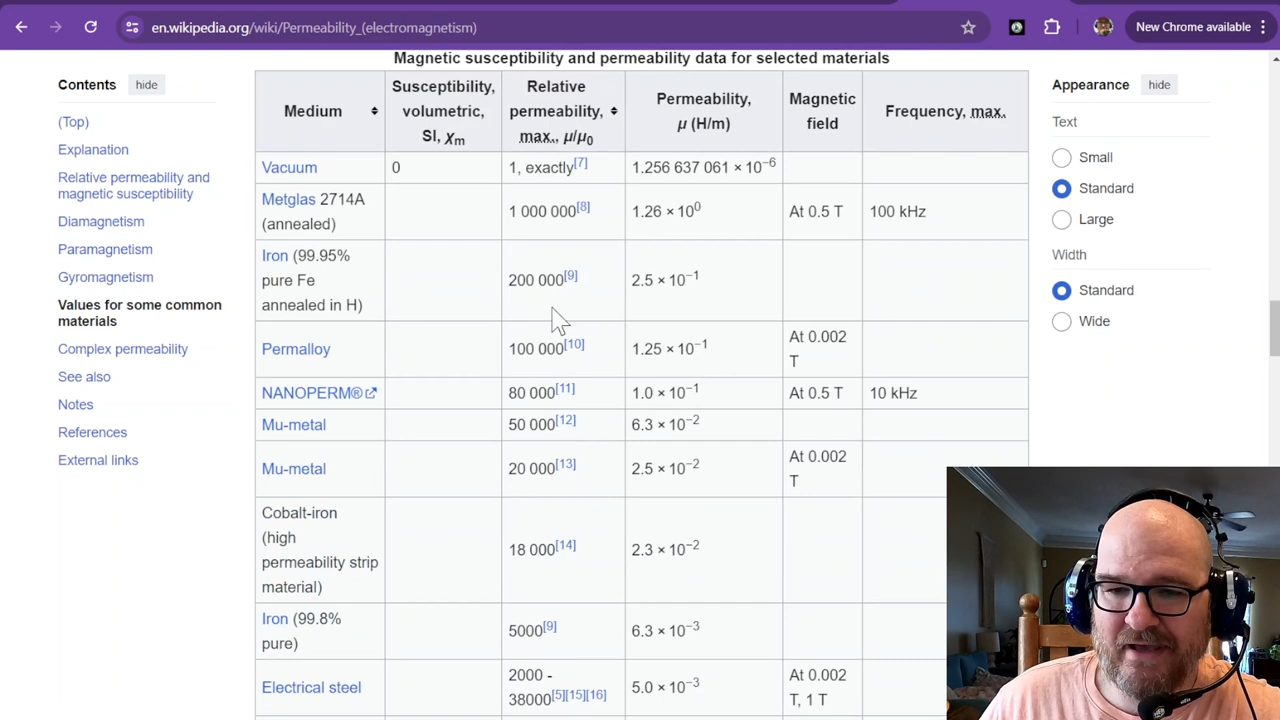 en.wikipedia.org/wiki/Permeability_(electromagnetism)
New Chrome available
Contents
hide
(Top)
Explanation
Relative permeability and
magnetic susceptibility
Diamagnetism
Paramagnetism
Gyromagnetism
Values for some common
materials
Complex permeability
See also
Notes
References
External links
Magnetic susceptibility and permeability data for selected materials
Medium
Susceptibility,
volumetric,
SI, χm
Relative
permeability,
max., μ/μ0
Permeability,
μ (H/m)
Magnetic
field
Frequency, max.
Vacuum
0
1, exactly[7]
1.256 637 061 × 10−6
Metglas 2714A
(annealed)
1 000 000[8]
1.26 × 100
At 0.5 T
100 kHz
Iron (99.95%
pure Fe
annealed in H)
200 000[9]
2.5 × 10−1
Permalloy
100 000[10]
1.25 × 10−1
At 0.002
T
NANOPERM®
80 000[11]
1.0 × 10−1
At 0.5 T
10 kHz
Mu-metal
50 000[12]
6.3 × 10−2
Mu-metal
20 000[13]
2.5 × 10−2
At 0.002
T
Cobalt-iron
(high
permeability strip
material)
18 000[14]
2.3 × 10−2
Iron (99.8%
pure)
5000[9]
6.3 × 10−3
Electrical steel
2000 -
38000[5][15][16]
5.0 × 10−3
At 0.002
T, 1 T
Appearance
hide
Text
Small
Standard
Large
Width
Standard
Wide